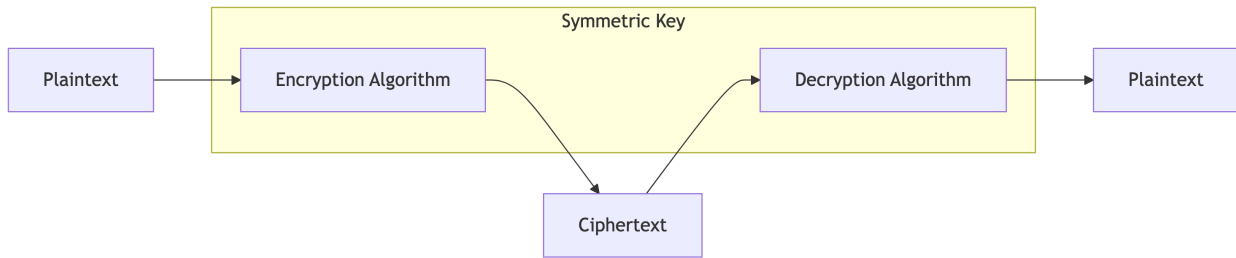 Symmetric Key
Plaintext
Encryption Algorithm
Decryption Algorithm
Plaintext
Ciphertext